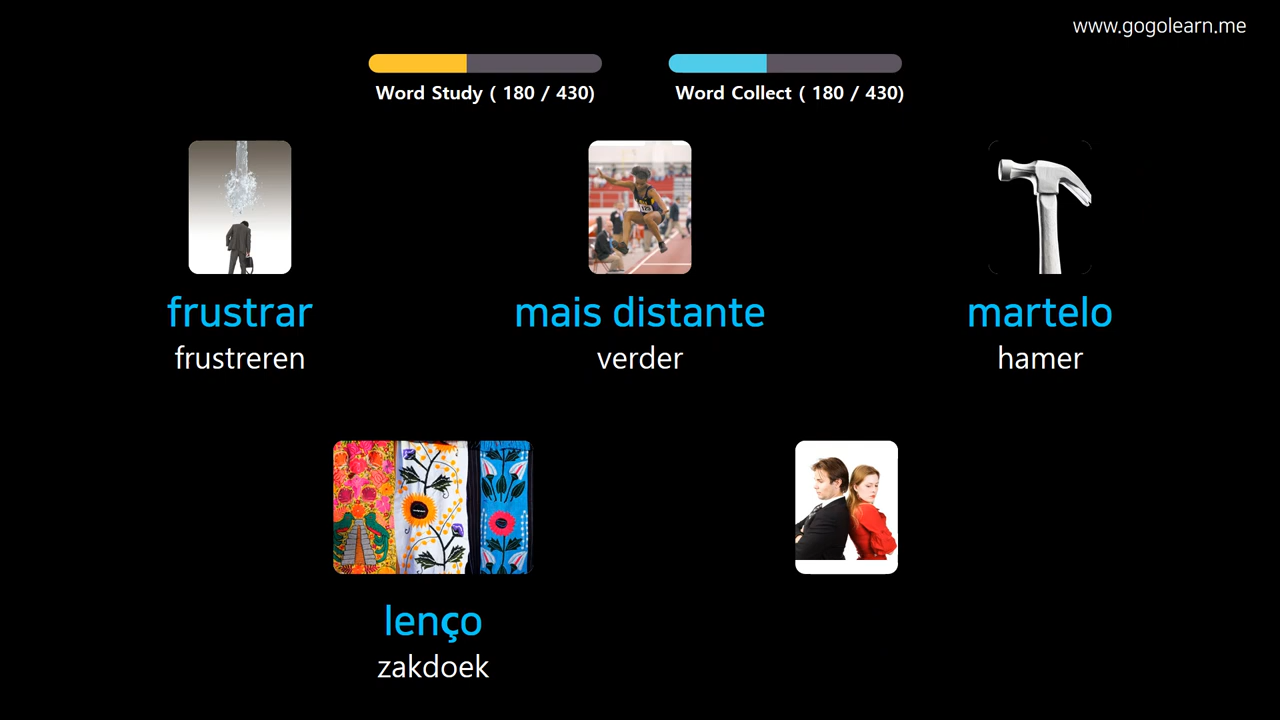 www.gogolearn.me
Word Study ( 180 / 430)
Word Collect ( 180 / 430)
frustrar
frustreren
mais distante
verder
martelo
hamer
lenço
zakdoek